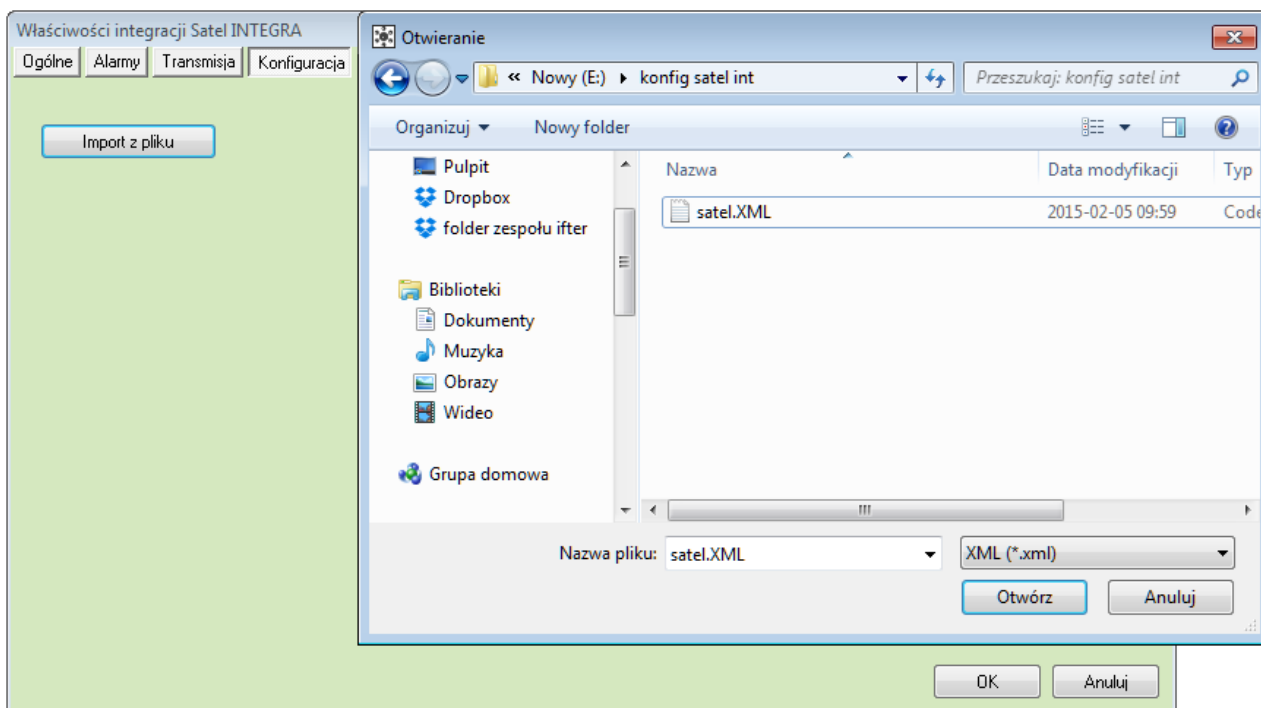 Właściwości integracji Satel INTEGRA
Ogólne Alarmy Transmisja Konfiguracja
Import z pliku
Otwieranie
« Nowy (E:) konfig satel int
Przeszukaj: konfig satel int
Organizuj Nowy folder
Pulpit
Dropbox
folder zespołu ifter
Biblioteki
Dokumenty
Muzyka
Obrazy
Wideo
Grupa domowa
Nazwa Data modyfikacji Typ
satel.XML 2015-02-05 09:59 Code
Nazwa pliku: satel.XML XML (*.xml)
Otwórz Anuluj
OK Anuluj